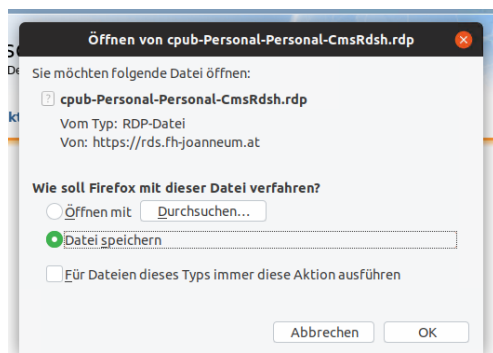 Öffnen von cpub-Personal-Personal-CmsRdsh.rdp
Sie möchten folgende Datei öffnen:
cpub-Personal-Personal-CmsRdsh.rdp
Vom Typ: RDP-Datei
Von: https://rds.fh-joanneum.at
Wie soll Firefox mit dieser Datei verfahren?
Öffnen mit Durchsuchen...
Datei speichern
Für Dateien dieses Typs immer diese Aktion ausführen
Abbrechen OK